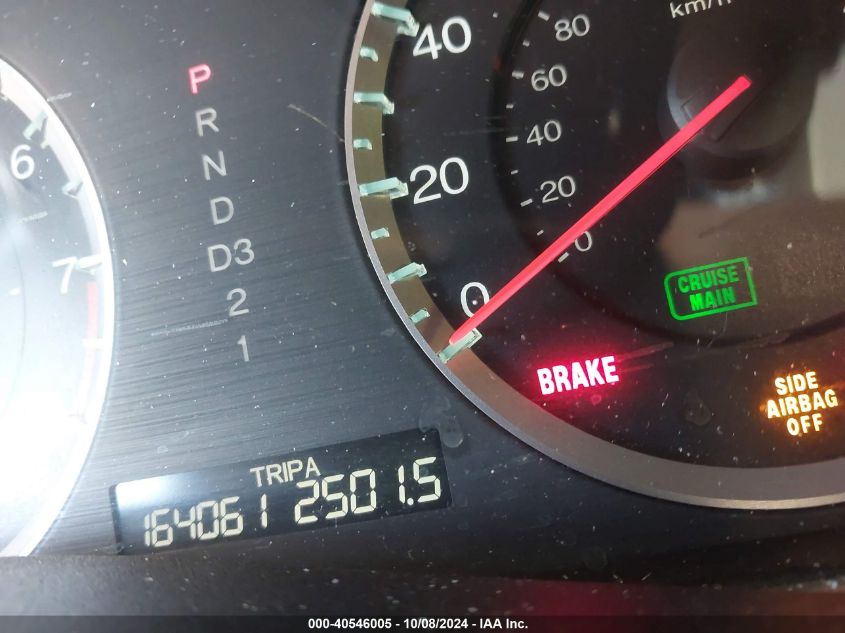 P
R
N
D
D3
2
1
6
7
40
20
0
80
60
40
20
0
km/h
CRUISE
MAIN
BRAKE
SIDE
AIRBAG
OFF
TRIP A
164061 2501.5
000-40546005 - 10/08/2024 - IAA Inc.